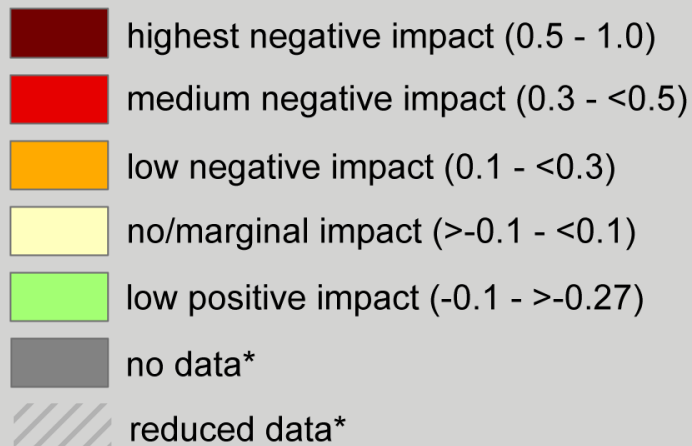 highest negative impact (0.5 - 1.0)
medium negative impact (0.3 - <0.5)
low negative impact (0.1 - <0.3)
no/marginal impact (>-0.1 - <0.1)
low positive impact (-0.1 - >-0.27)
no data*
reduced data*